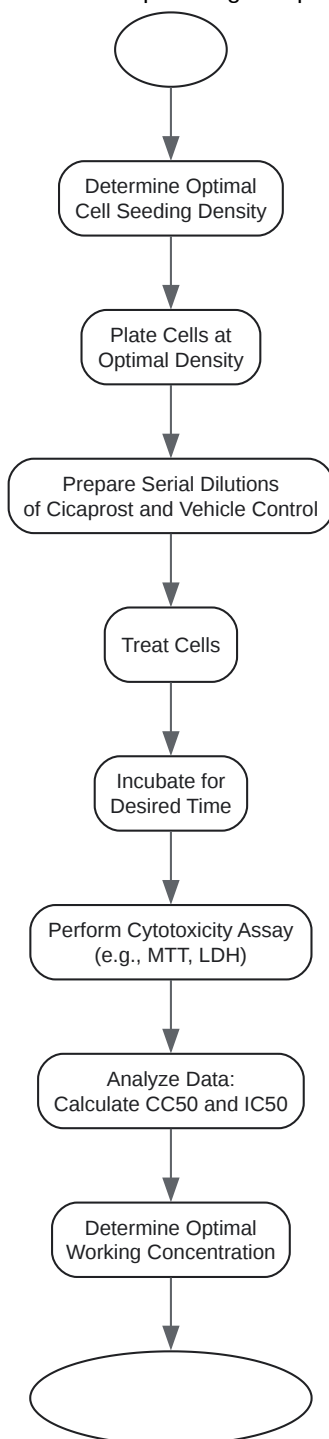 Determine Optimal
Cell Seeding Density
Plate Cells at
Optimal Density
Prepare Serial Dilutions
of Cicaprost and Vehicle Control
Treat Cells
Incubate for
Desired Time
Perform Cytotoxicity Assay
(e.g., MTT, LDH)
Analyze Data:
Calculate CC50 and IC50
Determine Optimal
Working Concentration